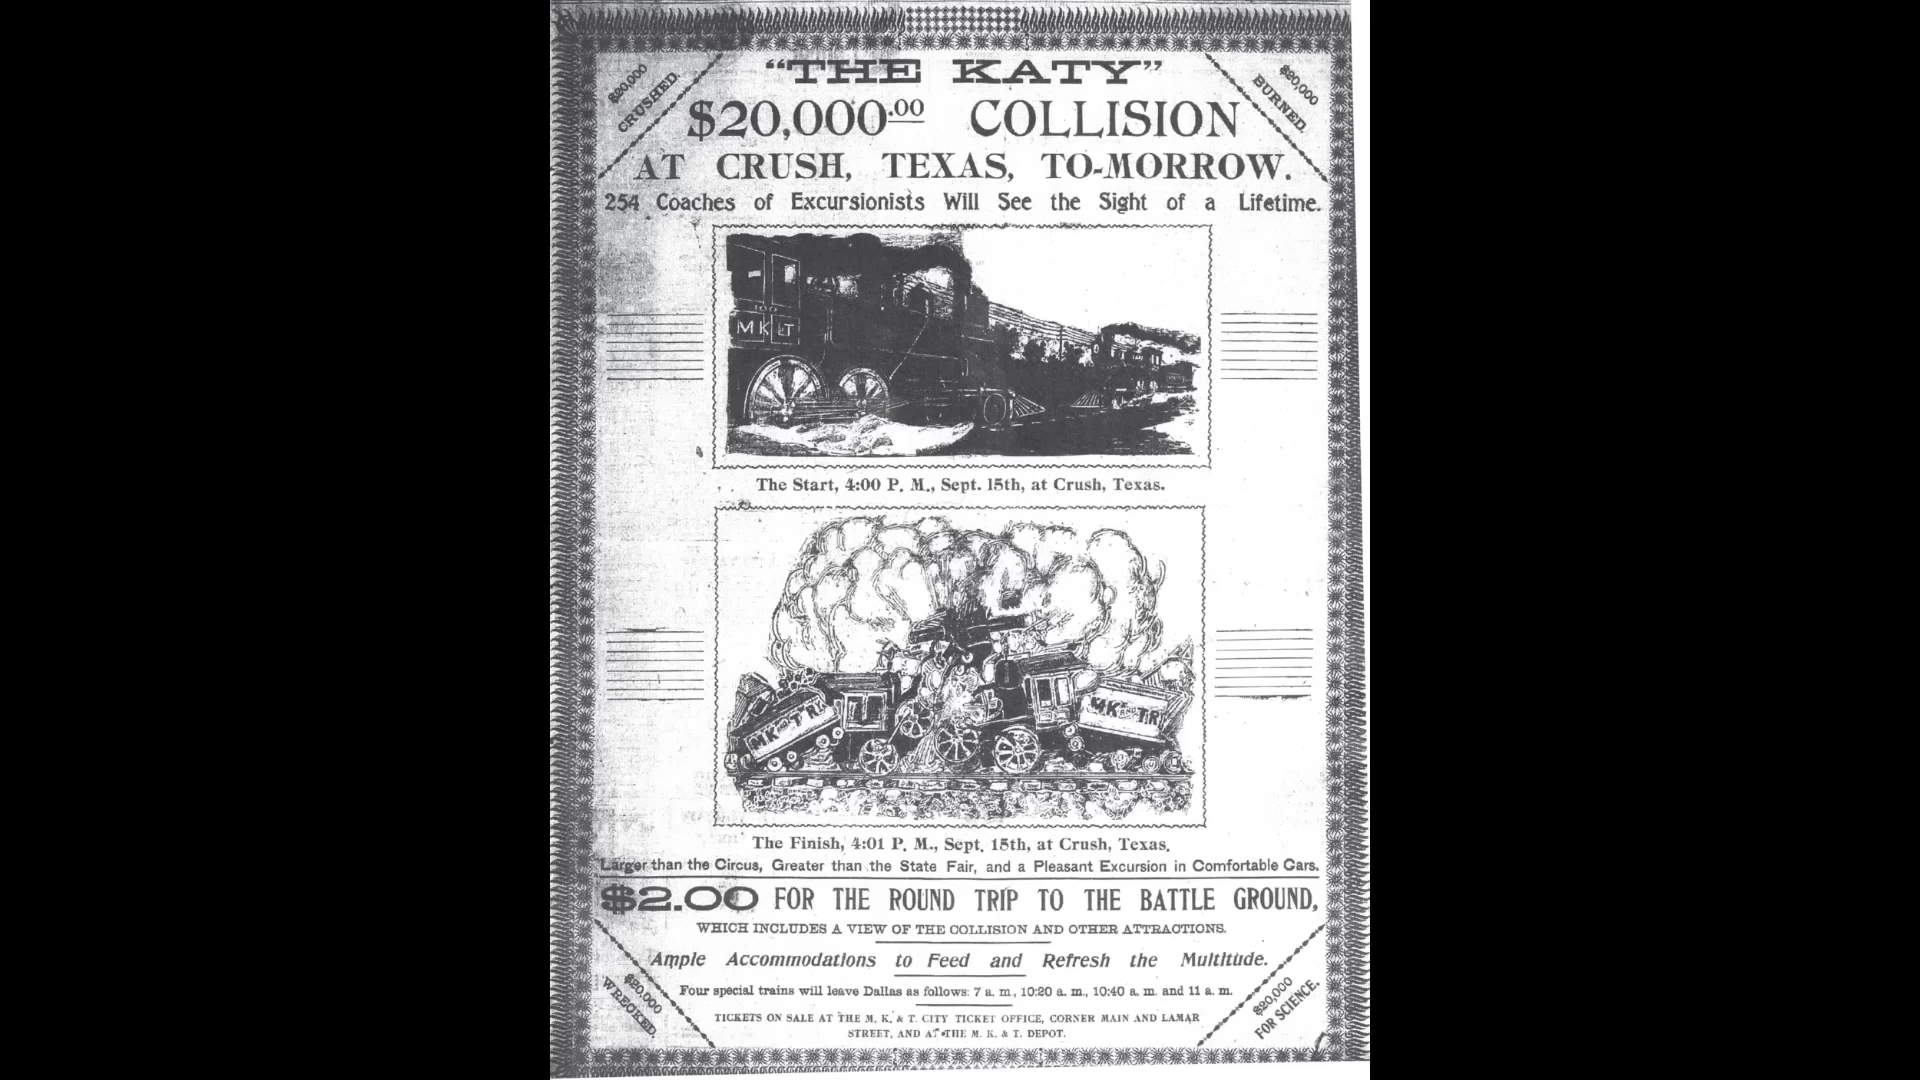 $20,000
CRUSHED.
$20,000
BURNED.
"THE KATY"
$20,000.00 COLLISION
AT CRUSH, TEXAS, TO-MORROW.
254 Coaches of Excursionists Will See the Sight of a Lifetime.
100
M K & T
The Start, 4:00 P. M., Sept. 15th, at Crush, Texas.
M K AND T RY
M K AND T RY
The Finish, 4:01 P. M., Sept. 15th, at Crush, Texas.
Larger than the Circus, Greater than the State Fair, and a Pleasant Excursion in Comfortable Cars.
$2.00 FOR THE ROUND TRIP TO THE BATTLE GROUND,
WHICH INCLUDES A VIEW OF THE COLLISION AND OTHER ATTRACTIONS.
Ample Accommodations to Feed and Refresh the Multitude.
Four special trains will leave Dallas as follows: 7 a. m., 10:20 a. m., 10:40 a. m. and 11 a. m.
TICKETS ON SALE AT THE M. K. & T. CITY TICKET OFFICE, CORNER MAIN AND LAMAR
STREET, AND AT THE M. K. & T. DEPOT.
$20,000
WRECKED.
$20,000
FOR SCIENCE.